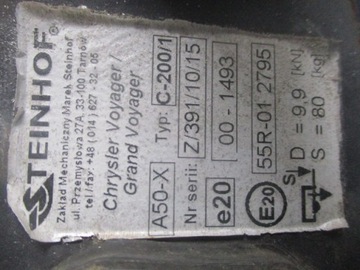 STEINHOF
Zakład Mechaniczny Marek Steinhof
ul. Przemysłowa 27A, 33-100 Tarnów
tel./fax: +48 (014) 627 - 32 - 05
Chrysler Voyager /
Grand Voyager
A50-X Typ: C-200/1
Nr serii: Z/391/10/15
e20 00 - 1493
E20 55R-01 2795
D = 9,9 [kN]
S = 80 [kg]